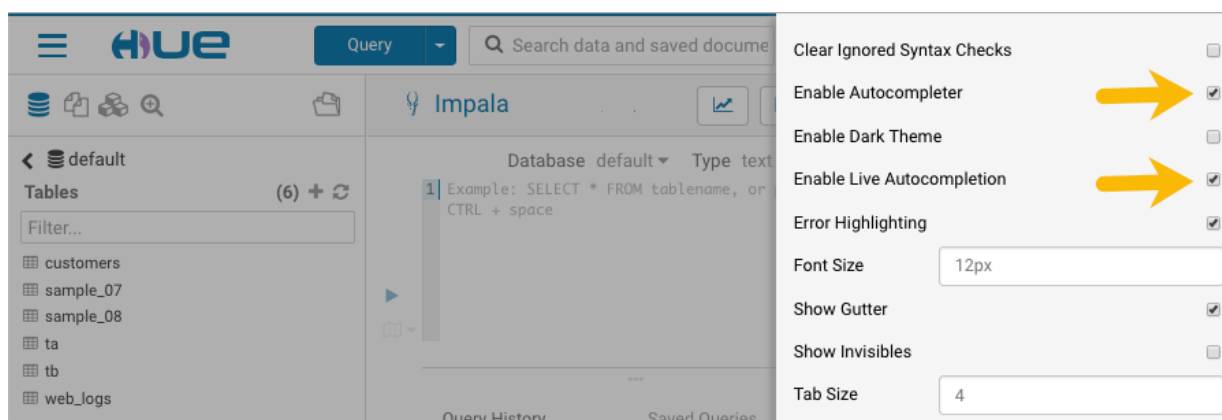 HUE
Query
Search data and saved docume
Impala
default
Tables (6)
Filter...
customers
sample_07
sample_08
ta
tb
web_logs
Database default Type text
1 Example: SELECT * FROM tablename, or
CTRL + space
Query History Saved Queries
Clear Ignored Syntax Checks
Enable Autocompleter
Enable Dark Theme
Enable Live Autocompletion
Error Highlighting
Font Size 12px
Show Gutter
Show Invisibles
Tab Size 4